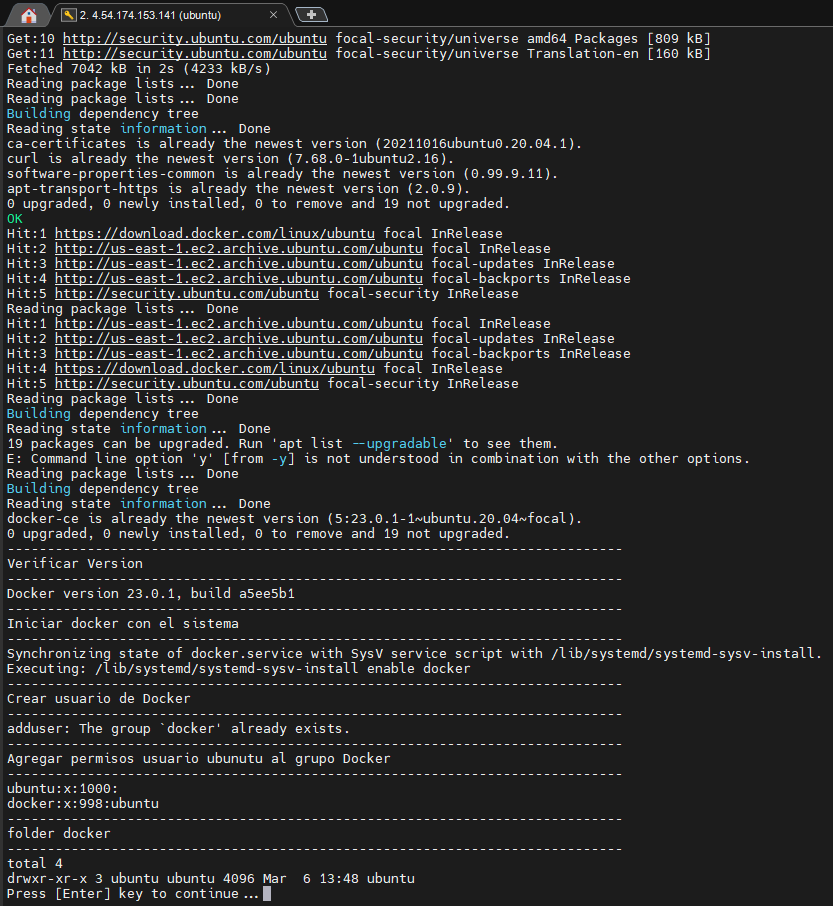 2. 4.54.174.153.141 (ubuntu)
Get:10 http://security.ubuntu.com/ubuntu focal-security/universe amd64 Packages [809 kB]
Get:11 http://security.ubuntu.com/ubuntu focal-security/universe Translation-en [160 kB]
Fetched 7042 kB in 2s (4233 kB/s)
Reading package lists... Done
Reading package lists... Done
Building dependency tree
Reading state information... Done
ca-certificates is already the newest version (20211016ubuntu0.20.04.1).
curl is already the newest version (7.68.0-1ubuntu2.16).
software-properties-common is already the newest version (0.99.9.11).
apt-transport-https is already the newest version (2.0.9).
0 upgraded, 0 newly installed, 0 to remove and 19 not upgraded.
OK
Hit:1 https://download.docker.com/linux/ubuntu focal InRelease
Hit:2 http://us-east-1.ec2.archive.ubuntu.com/ubuntu focal InRelease
Hit:3 http://us-east-1.ec2.archive.ubuntu.com/ubuntu focal-updates InRelease
Hit:4 http://us-east-1.ec2.archive.ubuntu.com/ubuntu focal-backports InRelease
Hit:5 http://security.ubuntu.com/ubuntu focal-security InRelease
Reading package lists... Done
Hit:1 http://us-east-1.ec2.archive.ubuntu.com/ubuntu focal InRelease
Hit:2 http://us-east-1.ec2.archive.ubuntu.com/ubuntu focal-updates InRelease
Hit:3 http://us-east-1.ec2.archive.ubuntu.com/ubuntu focal-backports InRelease
Hit:4 https://download.docker.com/linux/ubuntu focal InRelease
Hit:5 http://security.ubuntu.com/ubuntu focal-security InRelease
Reading package lists... Done
Building dependency tree
Reading state information... Done
19 packages can be upgraded. Run 'apt list --upgradable' to see them.
E: Command line option 'y' [from -y] is not understood in combination with the other options.
Reading package lists... Done
Building dependency tree
Reading state information... Done
docker-ce is already the newest version (5:23.0.1-1~ubuntu.20.04~focal).
0 upgraded, 0 newly installed, 0 to remove and 19 not upgraded.
-----------------------------------------------------------------------------
Verificar Version
-----------------------------------------------------------------------------
Docker version 23.0.1, build a5ee5b1
-----------------------------------------------------------------------------
Iniciar docker con el sistema
-----------------------------------------------------------------------------
Synchronizing state of docker.service with SysV service script with /lib/systemd/systemd-sysv-install.
Executing: /lib/systemd/systemd-sysv-install enable docker
-----------------------------------------------------------------------------
Crear usuario de Docker
-----------------------------------------------------------------------------
adduser: The group `docker' already exists.
-----------------------------------------------------------------------------
Agregar permisos usuario ubunutu al grupo Docker
-----------------------------------------------------------------------------
ubuntu:x:1000:
docker:x:998:ubuntu
-----------------------------------------------------------------------------
folder docker
-----------------------------------------------------------------------------
total 4
drwxr-xr-x 3 ubuntu ubuntu 4096 Mar  6 13:48 ubuntu
Press [Enter] key to continue...